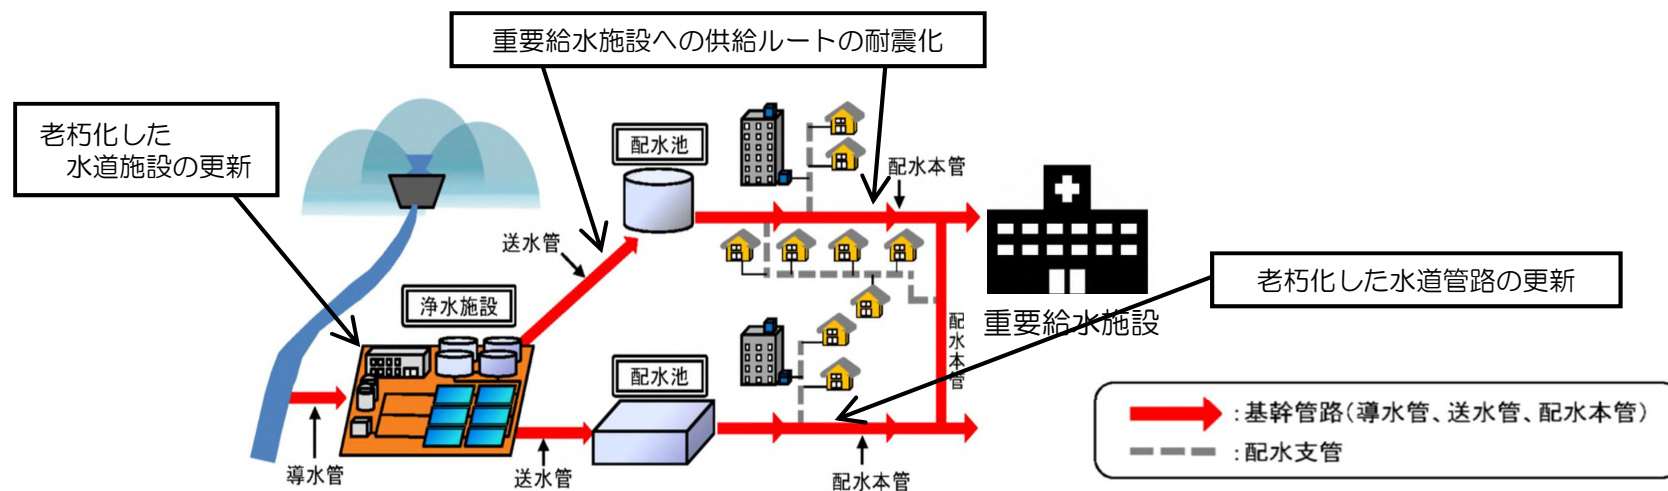 重要給水施設への供給ルートの耐震化
老朽化した
水道施設の更新
配水池
配水本管
送水管
浄水施設
老朽化した水道管路の更新
重要給水施設
配水本管
配水池
:基幹管路(導水管、送水管、配水本管)
:配水支管
導水管
送水管
配水本管